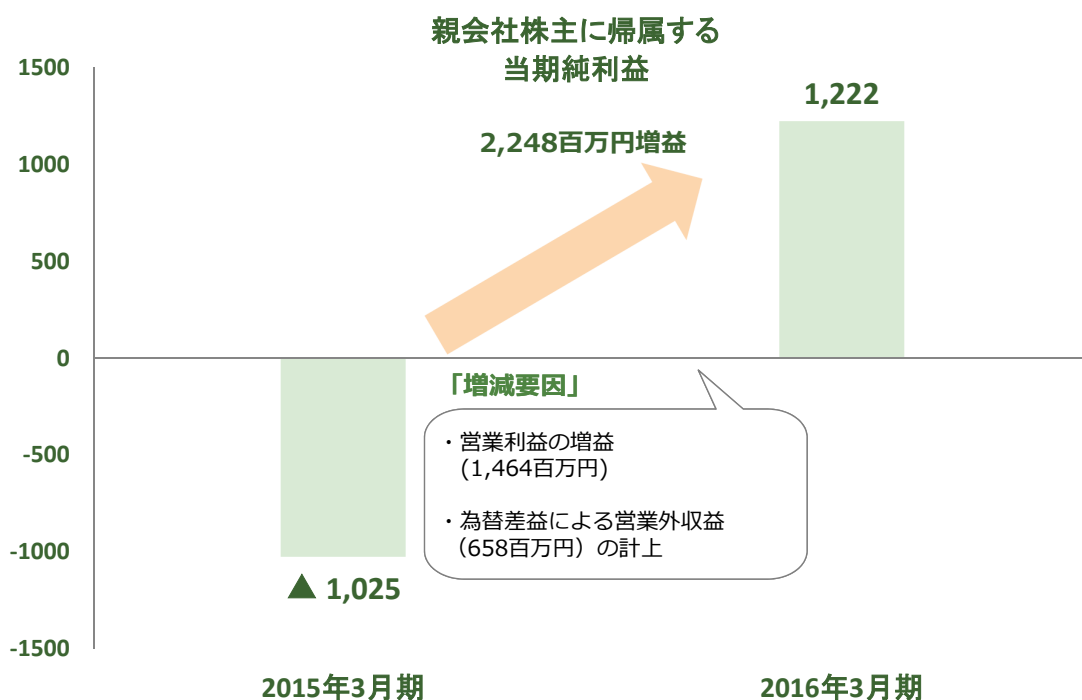 親会社株主に帰属する
当期純利益
1500
1000
500
0
-500
-1000
-1500
1,222
2,248百万円増益
「増減要因」
・営業利益の増益
(1,464百万円)
・為替差益による営業外収益
（658百万円）の計上
▲ 1,025
2015年3月期
2016年3月期